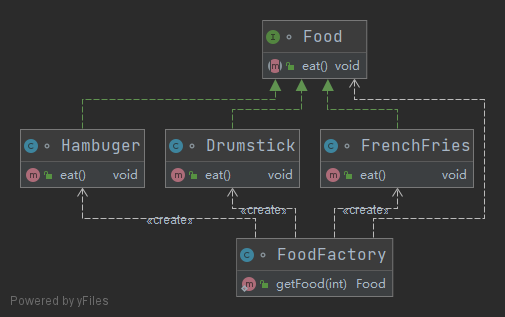 Food
eat() void
Hambuger
eat() void
Drumstick
eat() void
FrenchFries
eat() void
«create»
«create»
«create»
FoodFactory
getFood(int) Food
Powered by yFiles